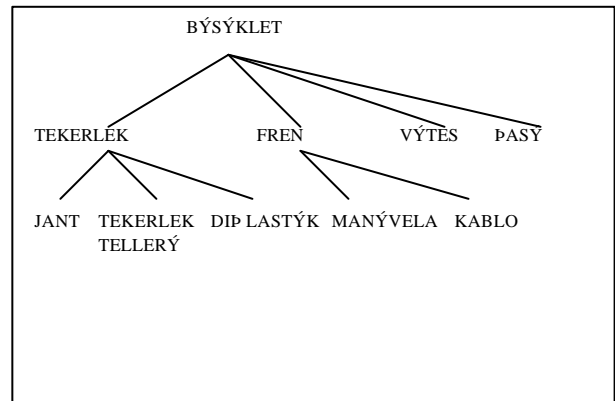 BÝSÝKLET
TEKERLEK FREN VÝTES ÞASÝ
JANT TEKERLEK DIÞ LASTÝK MANÝVELA KABLO
TELLERÝ